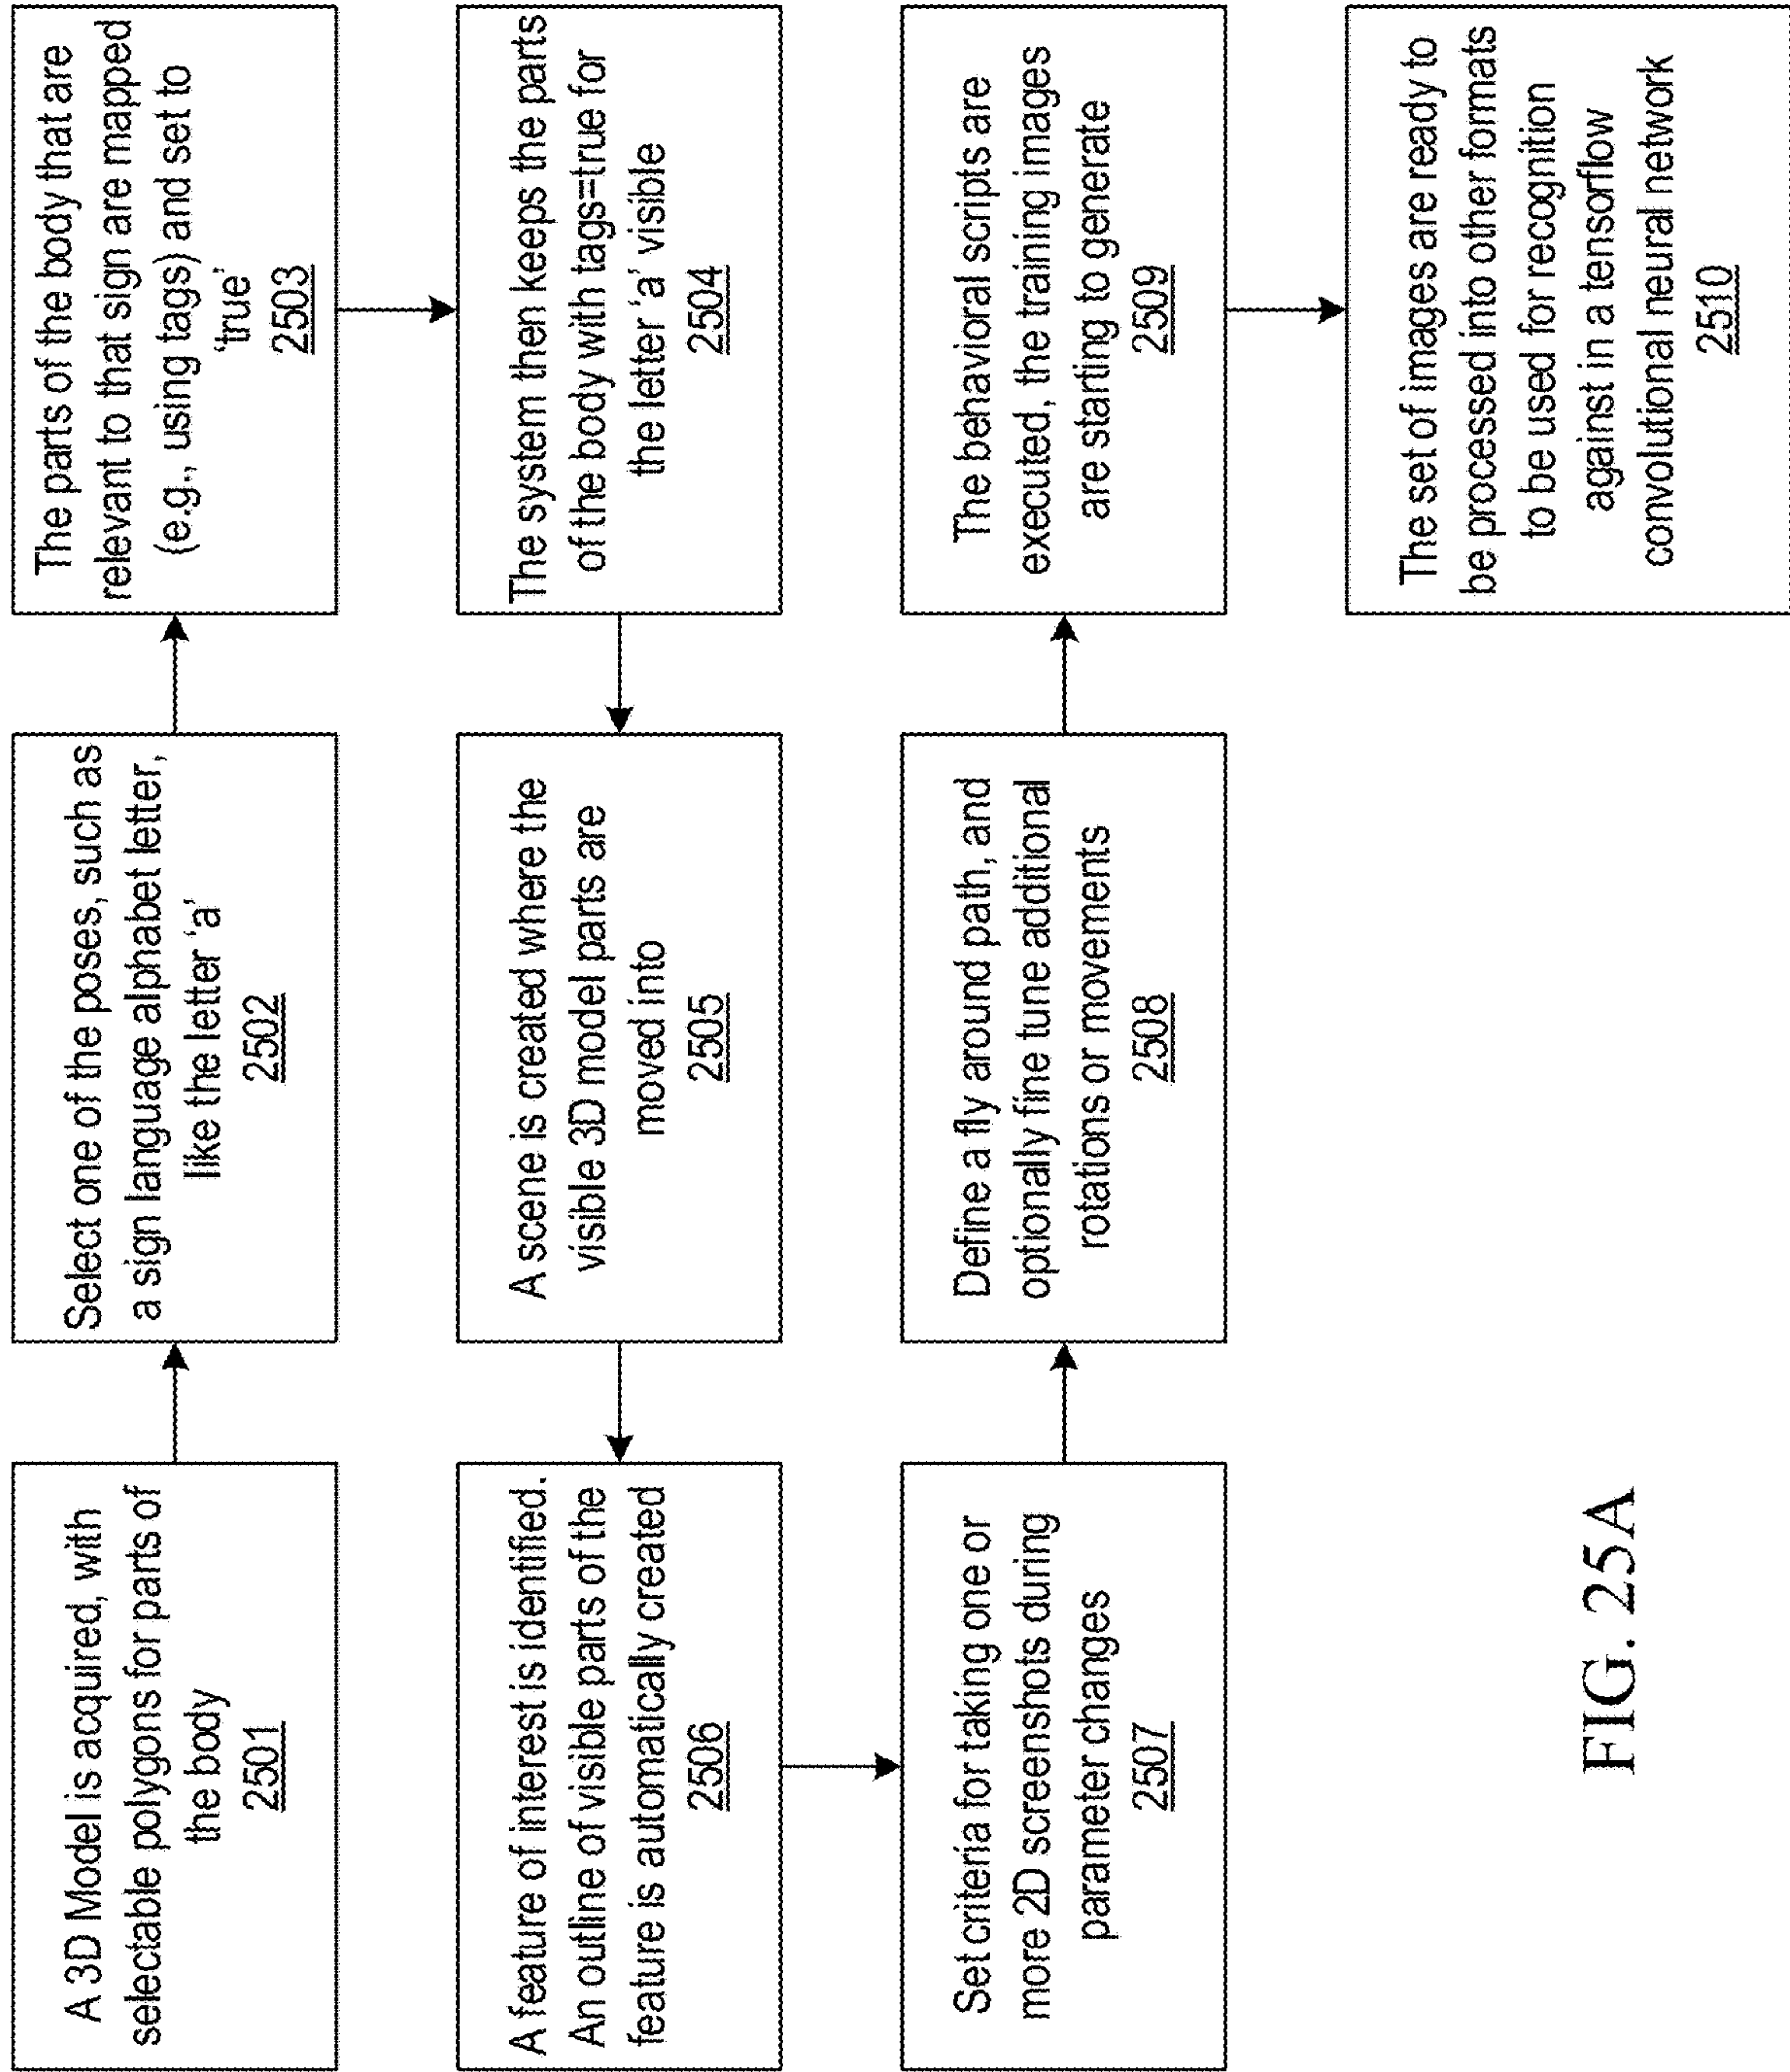 A 3D Model is acquired, with
selectable polygons for parts of
the body
2501
Select one of the poses, such as
a sign language alphabet letter,
like the letter ‘a’
2502
The parts of the body that are
relevant to that sign are mapped
(e.g., using tags) and set to
‘true’
2503
The system then keeps the parts
of the body with tags=true for
the letter ‘a’ visible
2504
A scene is created where the
visible 3D model parts are
moved into
2505
A feature of interest is identified.
An outline of visible parts of the
feature is automatically created
2506
Set criteria for taking one or
more 2D screenshots during
parameter changes
2507
Define a fly around path, and
optionally fine tune additional
rotations or movements
2508
The behavioral scripts are
executed, the training images
are starting to generate
2509
The set of images are ready to
be processed into other formats
to be used for recognition
against in a tensorflow
convolutional neural network
2510
FIG. 25A